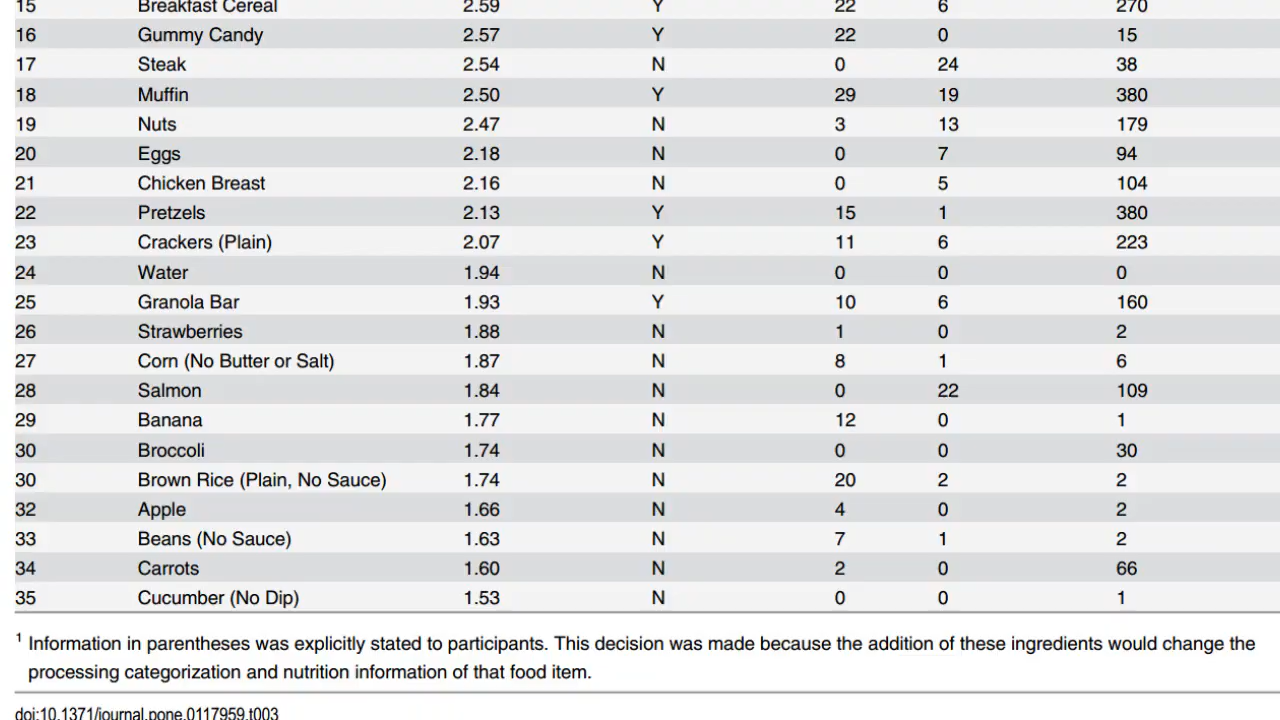 15 Breakfast Cereal 2.59 Y 22 6 270
16 Gummy Candy 2.57 Y 22 0 15
17 Steak 2.54 N 0 24 38
18 Muffin 2.50 Y 29 19 380
19 Nuts 2.47 N 3 13 179
20 Eggs 2.18 N 0 7 94
21 Chicken Breast 2.16 N 0 5 104
22 Pretzels 2.13 Y 15 1 380
23 Crackers (Plain) 2.07 Y 11 6 223
24 Water 1.94 N 0 0 0
25 Granola Bar 1.93 Y 10 6 160
26 Strawberries 1.88 N 1 0 2
27 Corn (No Butter or Salt) 1.87 N 8 1 6
28 Salmon 1.84 N 0 22 109
29 Banana 1.77 N 12 0 1
30 Broccoli 1.74 N 0 0 30
30 Brown Rice (Plain, No Sauce) 1.74 N 20 2 2
32 Apple 1.66 N 4 0 2
33 Beans (No Sauce) 1.63 N 7 1 2
34 Carrots 1.60 N 2 0 66
35 Cucumber (No Dip) 1.53 N 0 0 1
1 Information in parentheses was explicitly stated to participants. This decision was made because the addition of these ingredients would change the
processing categorization and nutrition information of that food item.
doi:10.1371/journal.pone.0117959.t003